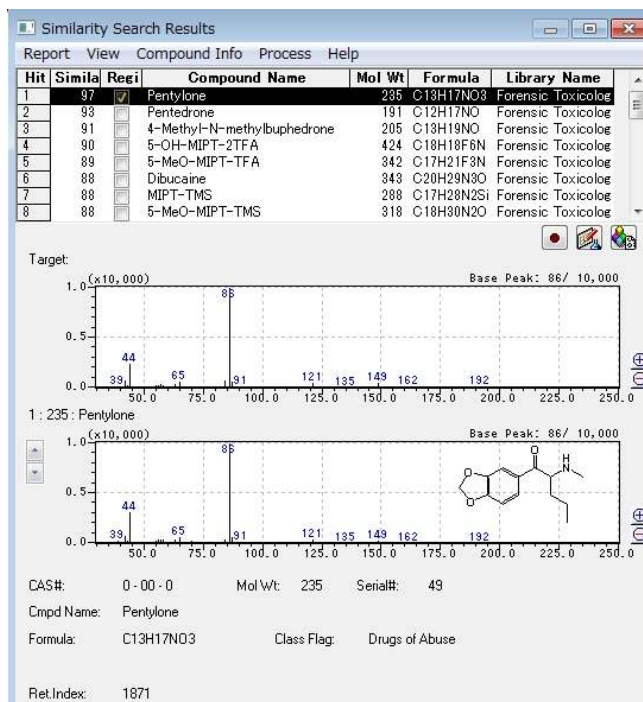 Similarity Search Results
Report View Compound Info Process Help
Hit Simila Regi Compound Name Mol Wt Formula Library Name
1 97 Pentylone 235 C13H17NO3 Forensic Toxicolog
2 93 Pentedrone 191 C12H17NO Forensic Toxicolog
3 91 4-Methyl-N-methylbuphedrone 205 C13H19NO Forensic Toxicolog
4 90 5-OH-MIPT-2TFA 424 C18H18F6N Forensic Toxicolog
5 89 5-MeO-MIPT-TFA 342 C17H21F3N Forensic Toxicolog
6 88 Dibucaine 343 C20H29N3O Forensic Toxicolog
7 88 MIPT-TMS 288 C17H28N2Si Forensic Toxicolog
8 88 5-MeO-MIPT-TMS 318 C18H30N2O Forensic Toxicolog
Target:
(x10,000) Base Peak: 86/ 10,000
1.0
86
0.5
44
39 65 91 121 135 149 162 192
0.0
50.0 75.0 100.0 125.0 150.0 175.0 200.0 225.0 250.0
1 : 235 : Pentylone
(x10,000) Base Peak: 86/ 10,000
1.0
86
O H N
O O
0.5
44
39 65 91 121 135 149 162 192
0.0
50.0 75.0 100.0 125.0 150.0 175.0 200.0 225.0 250.0
CAS#: 0 - 00 - 0 Mol Wt: 235 Serial#: 49
Cmpd Name: Pentylone
Formula: C13H17NO3 Class Flag: Drugs of Abuse
Ret.Index: 1871